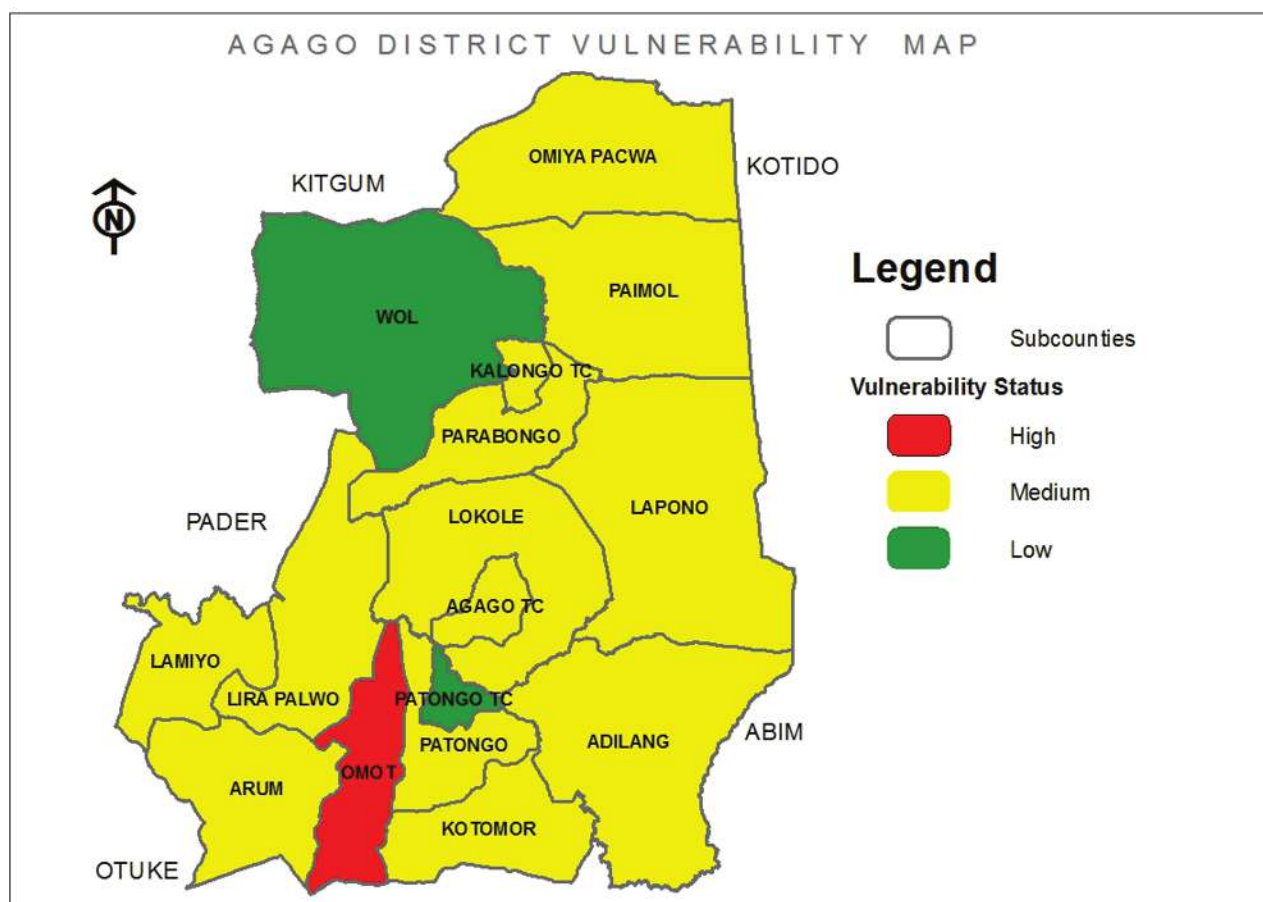 AGAGO DISTRICT VULNERABILITY MAP
OMIYA PACWA
KOTIDO
KITGUM
N
WOL
PAIMOL
KALONGO TC
PARABONGO
LAPONO
LOKOLE
PADER
AGAGO TC
LAMIYO
LIRA PALWO
PATONGO TC
ABIM
ADILANG
PATONGO
OMOT
ARUM
KOTOMOR
OTUKE
Legend
Subcounties
Vulnerability Status
High
Medium
Low